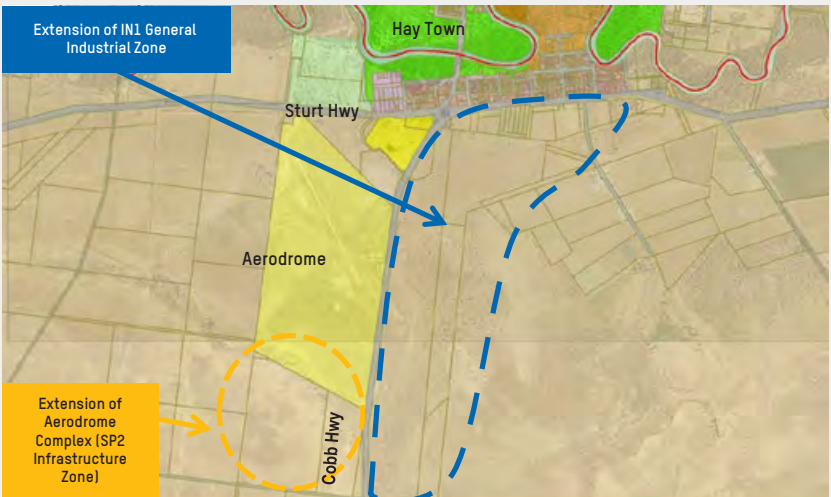 Extension of IN1 General
Industrial Zone
Hay Town
Sturt Hwy
Aerodrome
Extension of
Aerodrome
Complex (SP2
Infrastructure
Zone)
Cobb Hwy